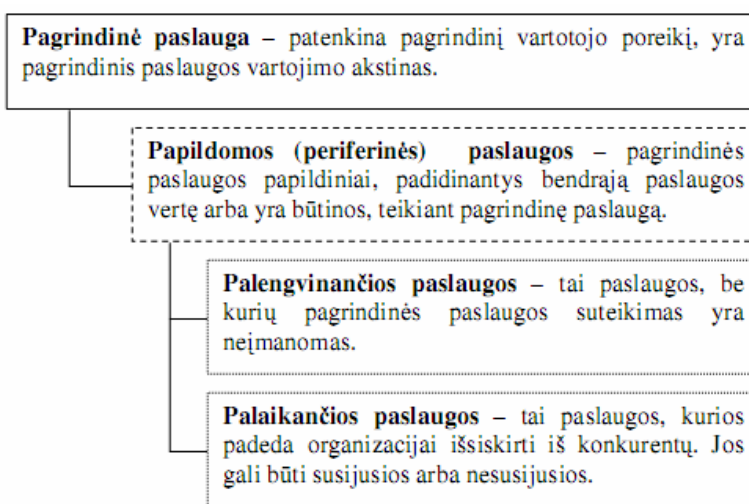 Pagrindinė paslauga – patenkina pagrindinį vartotojo poreikį, yra
pagrindinis paslaugos vartojimo akstinas.
Papildomos (periferinės) paslaugos – pagrindinės
paslaugos papildiniai, padidinantys bendrąją paslaugos
vertę arba yra būtinos, teikiant pagrindinę paslaugą.
Palengvinančios paslaugos – tai paslaugos, be
kurių pagrindinės paslaugos suteikimas yra
neįmanomas.
Palaikančios paslaugos – tai paslaugos, kurios
padeda organizacijai išsiskirti iš konkurentų. Jos
gali būti susijusios arba nesusijusios.